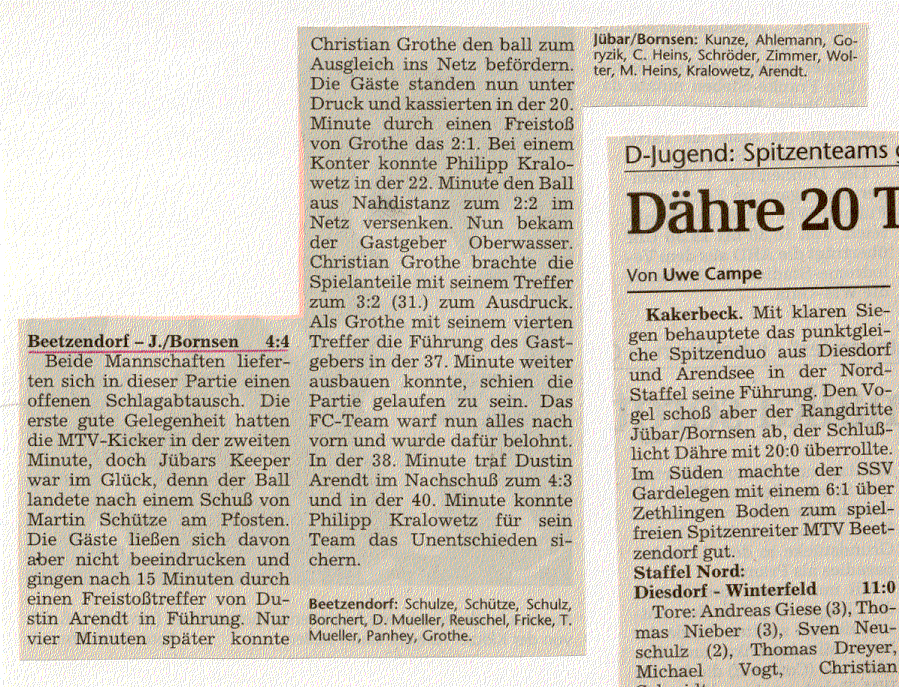 Beetzendorf – J./Bornsen 4:4
Beide Mannschaften liefer-
ten sich in dieser Partie einen
offenen Schlagabtausch. Die
erste gute Gelegenheit hatten
die MTV-Kicker in der zweiten
Minute, doch Jübars Keeper
war im Glück, denn der Ball
landete nach einem Schuß von
Martin Schütze am Pfosten.
Die Gäste ließen sich davon
aber nicht beeindrucken und
gingen nach 15 Minuten durch
einen Freistoßtreffer von Du-
stin Arendt in Führung. Nur
vier Minuten später konnte
Christian Grothe den ball zum
Ausgleich ins Netz befördern.
Die Gäste standen nun unter
Druck und kassierten in der 20.
Minute durch einen Freistoß
von Grothe das 2:1. Bei einem
Konter konnte Philipp Kralo-
wetz in der 22. Minute den Ball
aus Nahdistanz zum 2:2 im
Netz versenken. Nun bekam
der Gastgeber Oberwasser.
Christian Grothe brachte die
Spielanteile mit seinem Treffer
zum 3:2 (31.) zum Ausdruck.
Als Grothe mit seinem vierten
Treffer die Führung des Gast-
gebers in der 37. Minute weiter
ausbauen konnte, schien die
Partie gelaufen zu sein. Das
FC-Team warf nun alles nach
vorn und wurde dafür belohnt.
In der 38. Minute traf Dustin
Arendt im Nachschuß zum 4:3
und in der 40. Minute konnte
Philipp Kralowetz für sein
Team das Unentschieden si-
chern.
Beetzendorf: Schulze, Schütze, Schulz,
Borchert, D. Mueller, Reuschel, Fricke, T.
Mueller, Panhey, Grothe.
Jübar/Bornsen: Kunze, Ahlemann, Go-
ryzik, C. Heins, Schröder, Zimmer, Wol-
ter, M. Heins, Kralowetz, Arendt.
D-Jugend: Spitzenteams
Dähre 20
Von Uwe Campe
Kakerbeck. Mit klaren Sie-
gen behauptete das punktglei-
che Spitzenduo aus Diesdorf
und Arendsee in der Nord-
Staffel seine Führung. Den Vo-
gel schoß aber der Rangdritte
Jübar/Bornsen ab, der Schluß-
licht Dähre mit 20:0 überrollte.
Im Süden machte der SSV
Gardelegen mit einem 6:1 über
Zethlingen Boden zum spiel-
freien Spitzenreiter MTV Beet-
zendorf gut.
Staffel Nord:
Diesdorf - Winterfeld 11:0
Tore: Andreas Giese (3), Tho-
mas Nieber (3), Sven Neu-
schulz (2), Thomas Dreyer,
Michael Vogt, Christian